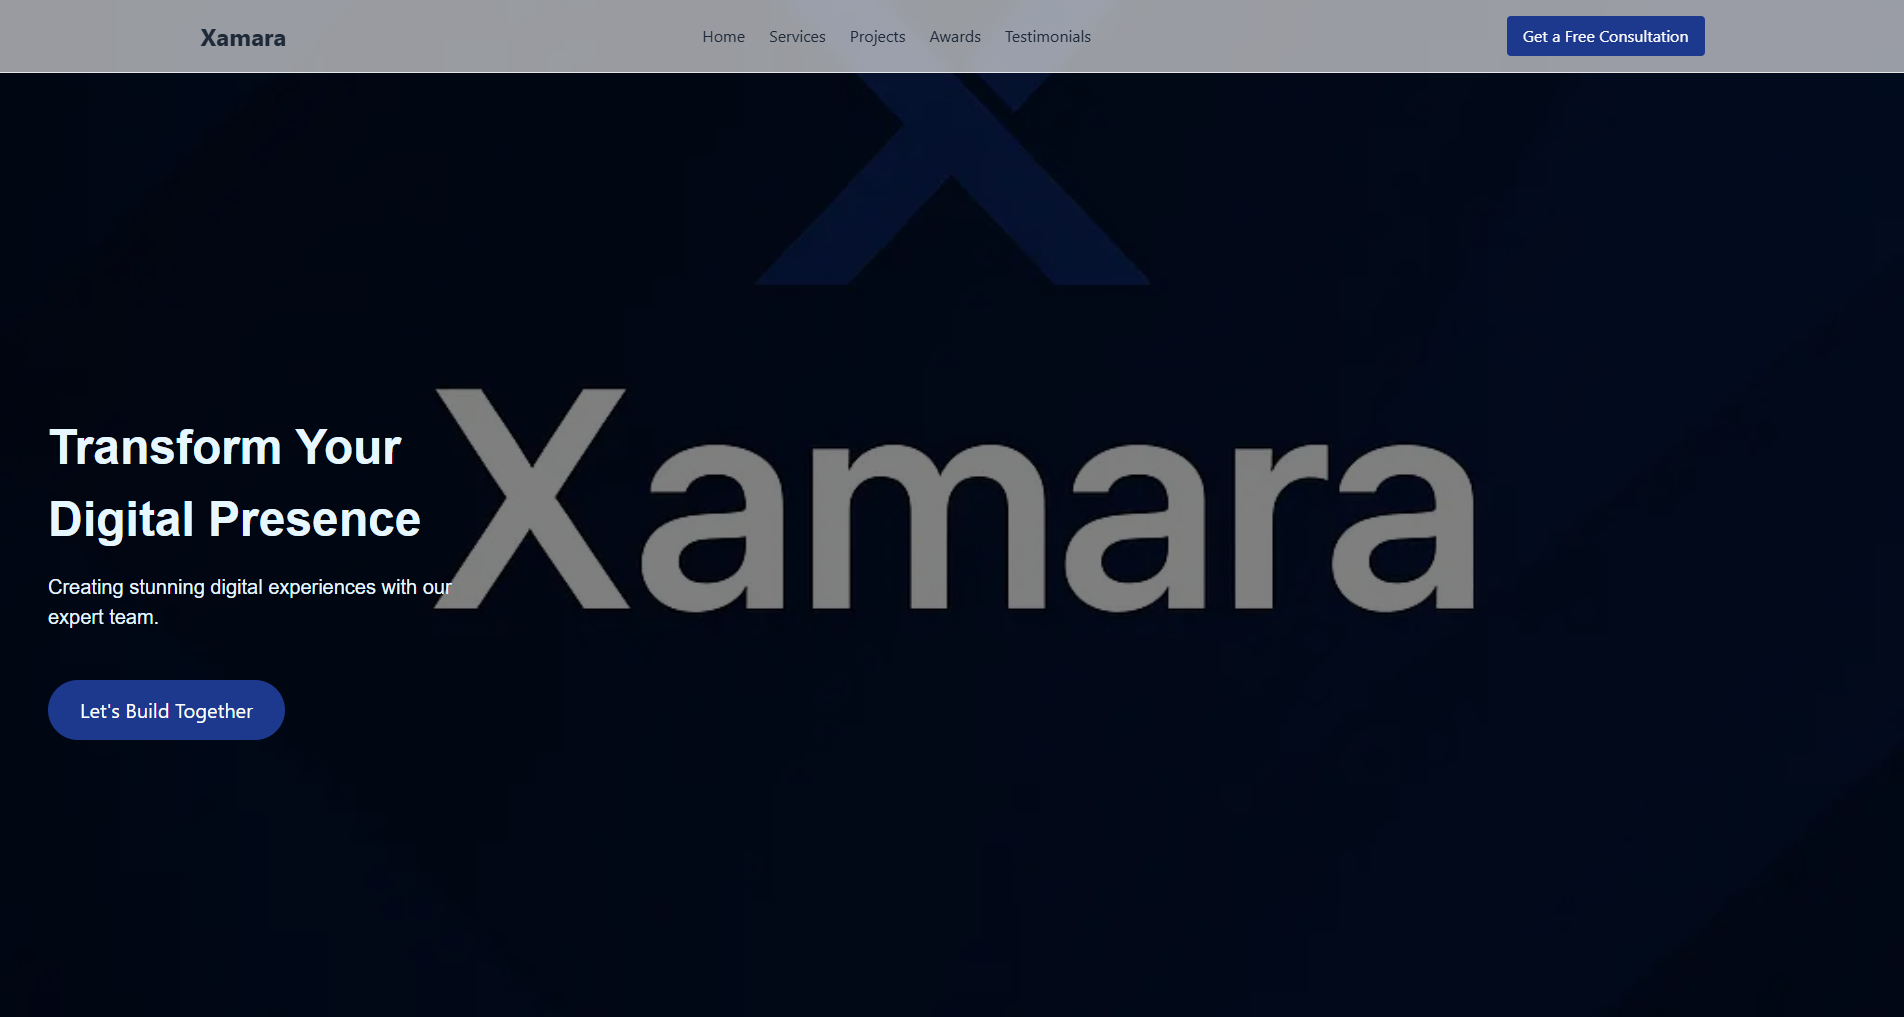 Xamara
Home
Services
Projects
Awards
Testimonials
Get a Free Consultation
Xamara
Transform Your
Digital Presence
Creating stunning digital experiences with our
expert team.
Let's Build Together